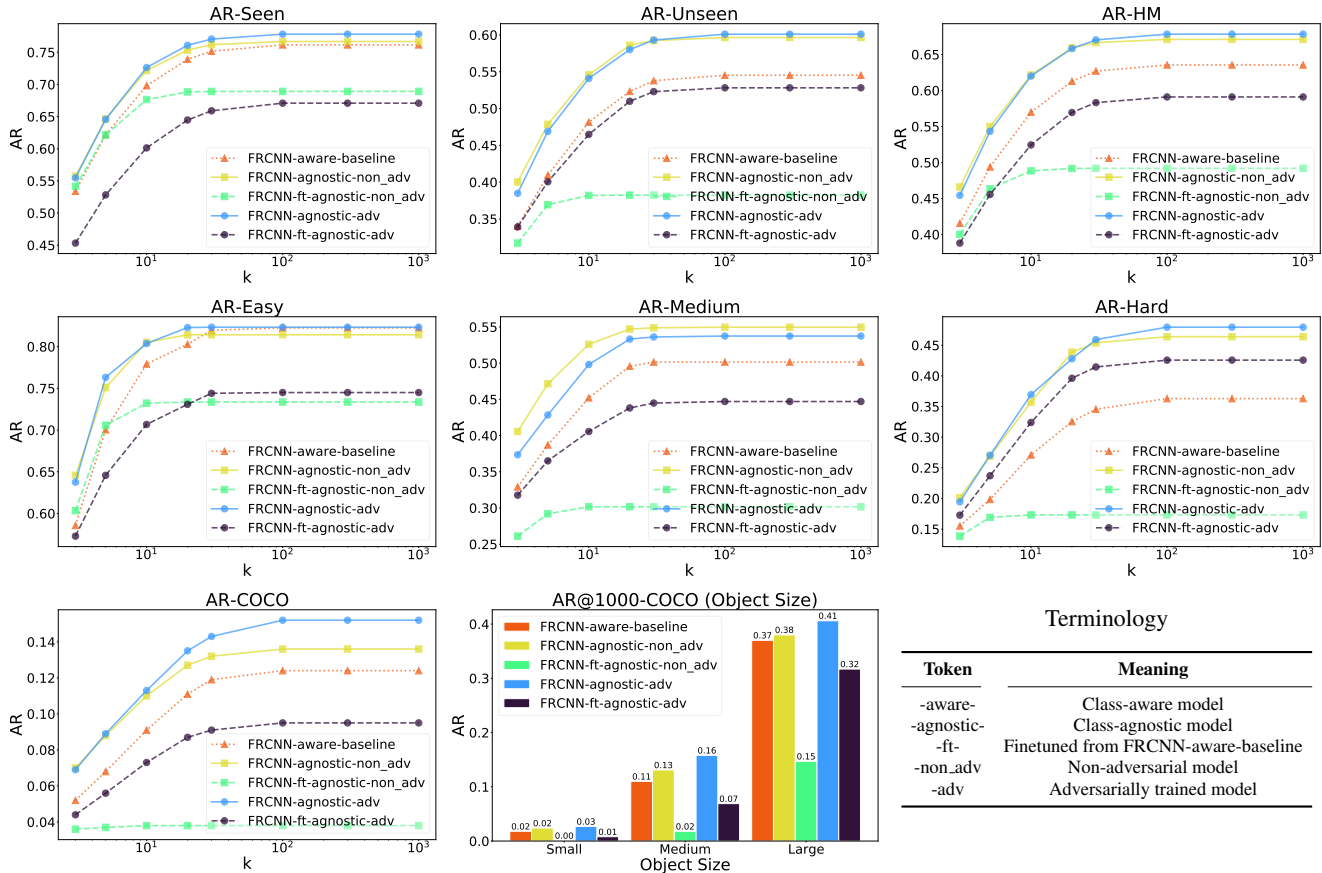 AR-Seen
AR
0.75
0.70
0.65
0.60
0.55
0.50
0.45
FRCNN-aware-baseline
FRCNN-agnostic-non_adv
FRCNN-ft-agnostic-non_adv
FRCNN-agnostic-adv
FRCNN-ft-agnostic-adv
10¹ 10² 10³
k
AR-Unseen
AR
0.60
0.55
0.50
0.45
0.40
0.35
FRCNN-aware-baseline
FRCNN-agnostic-non_adv
FRCNN-ft-agnostic-non_adv
FRCNN-agnostic-adv
FRCNN-ft-agnostic-adv
10¹ 10² 10³
k
AR-HM
AR
0.65
0.60
0.55
0.50
0.45
0.40
FRCNN-aware-baseline
FRCNN-agnostic-non_adv
FRCNN-ft-agnostic-non_adv
FRCNN-agnostic-adv
FRCNN-ft-agnostic-adv
10¹ 10² 10³
k
AR-Easy
AR
0.80
0.75
0.70
0.65
0.60
FRCNN-aware-baseline
FRCNN-agnostic-non_adv
FRCNN-ft-agnostic-non_adv
FRCNN-agnostic-adv
FRCNN-ft-agnostic-adv
10¹ 10² 10³
k
AR-Medium
AR
0.55
0.50
0.45
0.40
0.35
0.30
0.25
FRCNN-aware-baseline
FRCNN-agnostic-non_adv
FRCNN-ft-agnostic-non_adv
FRCNN-agnostic-adv
FRCNN-ft-agnostic-adv
10¹ 10² 10³
k
AR-Hard
AR
0.45
0.40
0.35
0.30
0.25
0.20
0.15
FRCNN-aware-baseline
FRCNN-agnostic-non_adv
FRCNN-ft-agnostic-non_adv
FRCNN-agnostic-adv
FRCNN-ft-agnostic-adv
10¹ 10² 10³
k
AR-COCO
AR
0.14
0.12
0.10
0.08
0.06
0.04
FRCNN-aware-baseline
FRCNN-agnostic-non_adv
FRCNN-ft-agnostic-non_adv
FRCNN-agnostic-adv
FRCNN-ft-agnostic-adv
10¹ 10² 10³
k
AR@1000-COCO (Object Size)
AR
0.4
0.3
0.2
0.1
0.0
FRCNN-aware-baseline
FRCNN-agnostic-non_adv
FRCNN-ft-agnostic-non_adv
FRCNN-agnostic-adv
FRCNN-ft-agnostic-adv
0.02 0.02 0.00 0.03 0.01
0.11 0.13 0.02 0.16 0.07
0.37 0.38 0.15 0.41 0.32
Small Medium Large
Object Size
Terminology
Token Meaning
-aware- Class-aware model
-agnostic- Class-agnostic model
-ft- Finetuned from FRCNN-aware-baseline
-non_adv Non-adversarial model
-adv Adversarially trained model